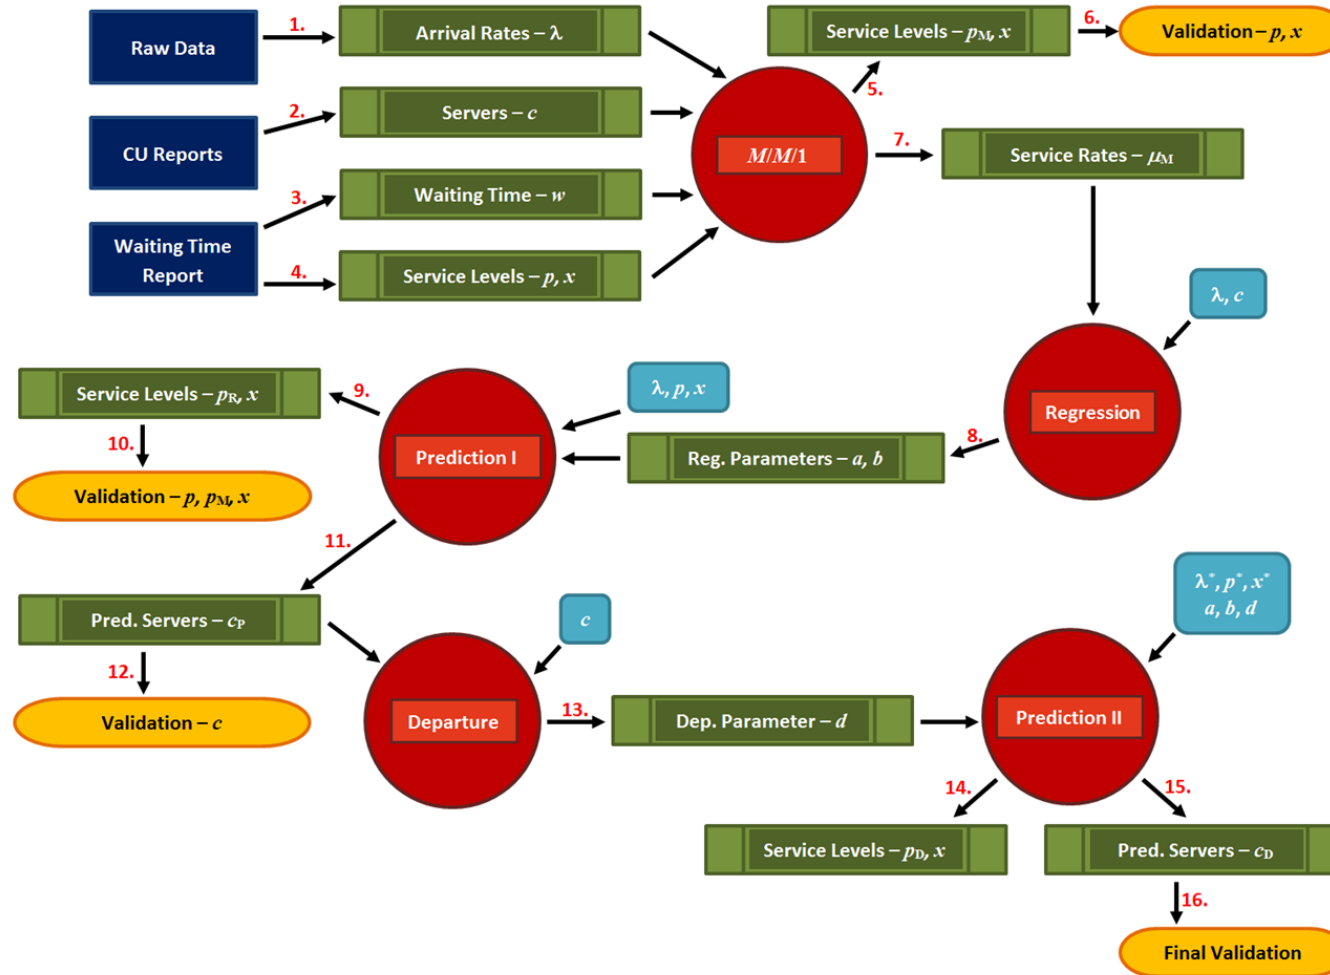 1.
Raw Data
Arrival Rates – λ
Service Levels – pM, x
6.
Validation – p, x
2.
CU Reports
Servers – c
5.
M/M/1
7.
Service Rates – μM
3.
Waiting Time – w
Waiting Time
Report
4.
Service Levels – p, x
λ, c
Service Levels – pR, x
9.
λ, p, x
Regression
10.
Prediction I
Reg. Parameters – a, b
8.
Validation – p, pM, x
11.
λ*, p*, x*
a, b, d
Pred. Servers – cP
c
12.
Validation – c
Departure
13.
Dep. Parameter – d
Prediction II
14.
15.
Service Levels – pD, x
Pred. Servers – cD
16.
Final Validation